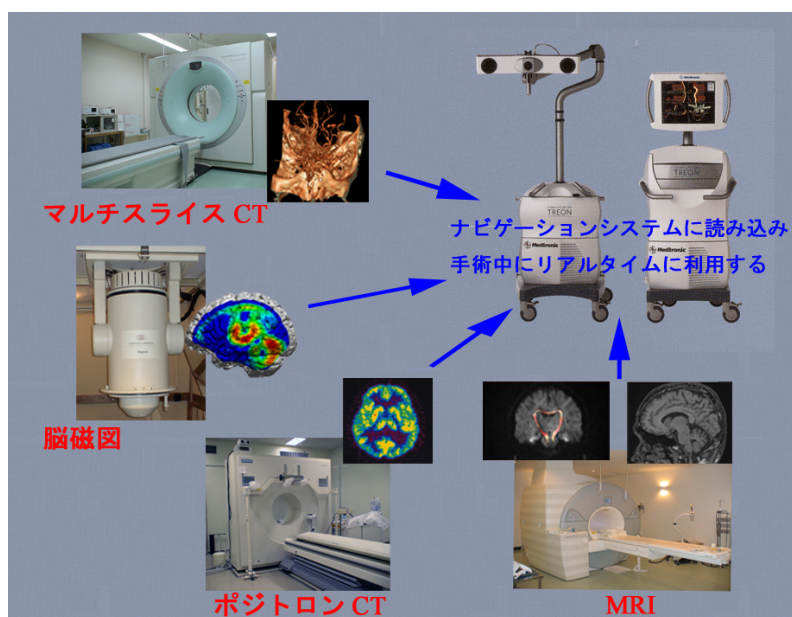 マルチスライス CT
TREON
TREON
Medtronic
ナビゲーションシステムに読み込み
手術中にリアルタイムに利用する
脳磁図
ポジトロン CT
MRI